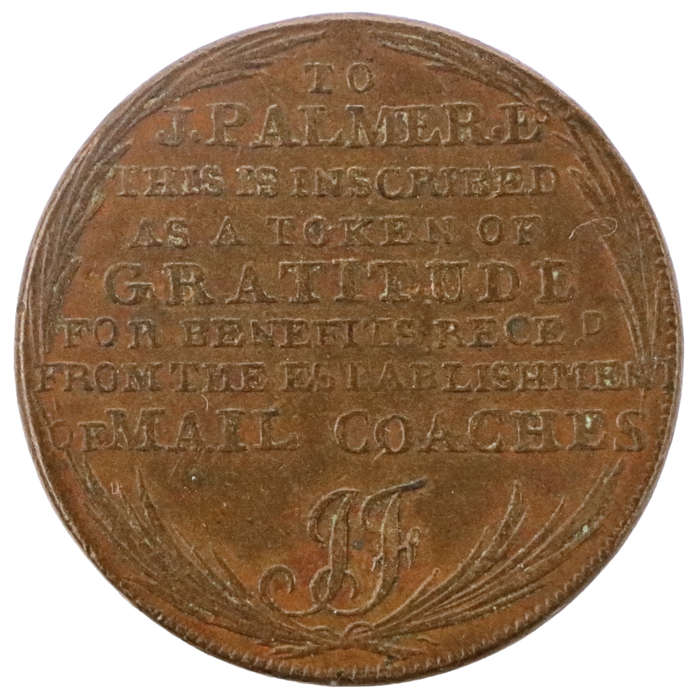 TO
J. PALMER. E^S
THIS IS INSCRIBED
AS A TOKEN OF
GRATITUDE
FOR BENEFITS RECE.^D
FROM THE ESTABLISHMENT
OF MAIL COACHES
JF